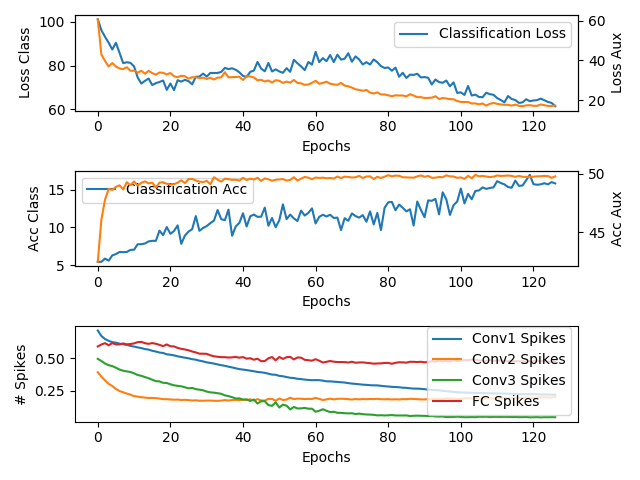 100
80
60
Loss Class
Classification Loss
60
40
20
Loss Aux
0 20 40 60 80 100 120
Epochs
15
10
5
Acc Class
Classification Acc
50
45
Acc Aux
0 20 40 60 80 100 120
Epochs
0.50
0.25
# Spikes
Conv1 Spikes
Conv2 Spikes
Conv3 Spikes
FC Spikes
0 20 40 60 80 100 120
Epochs